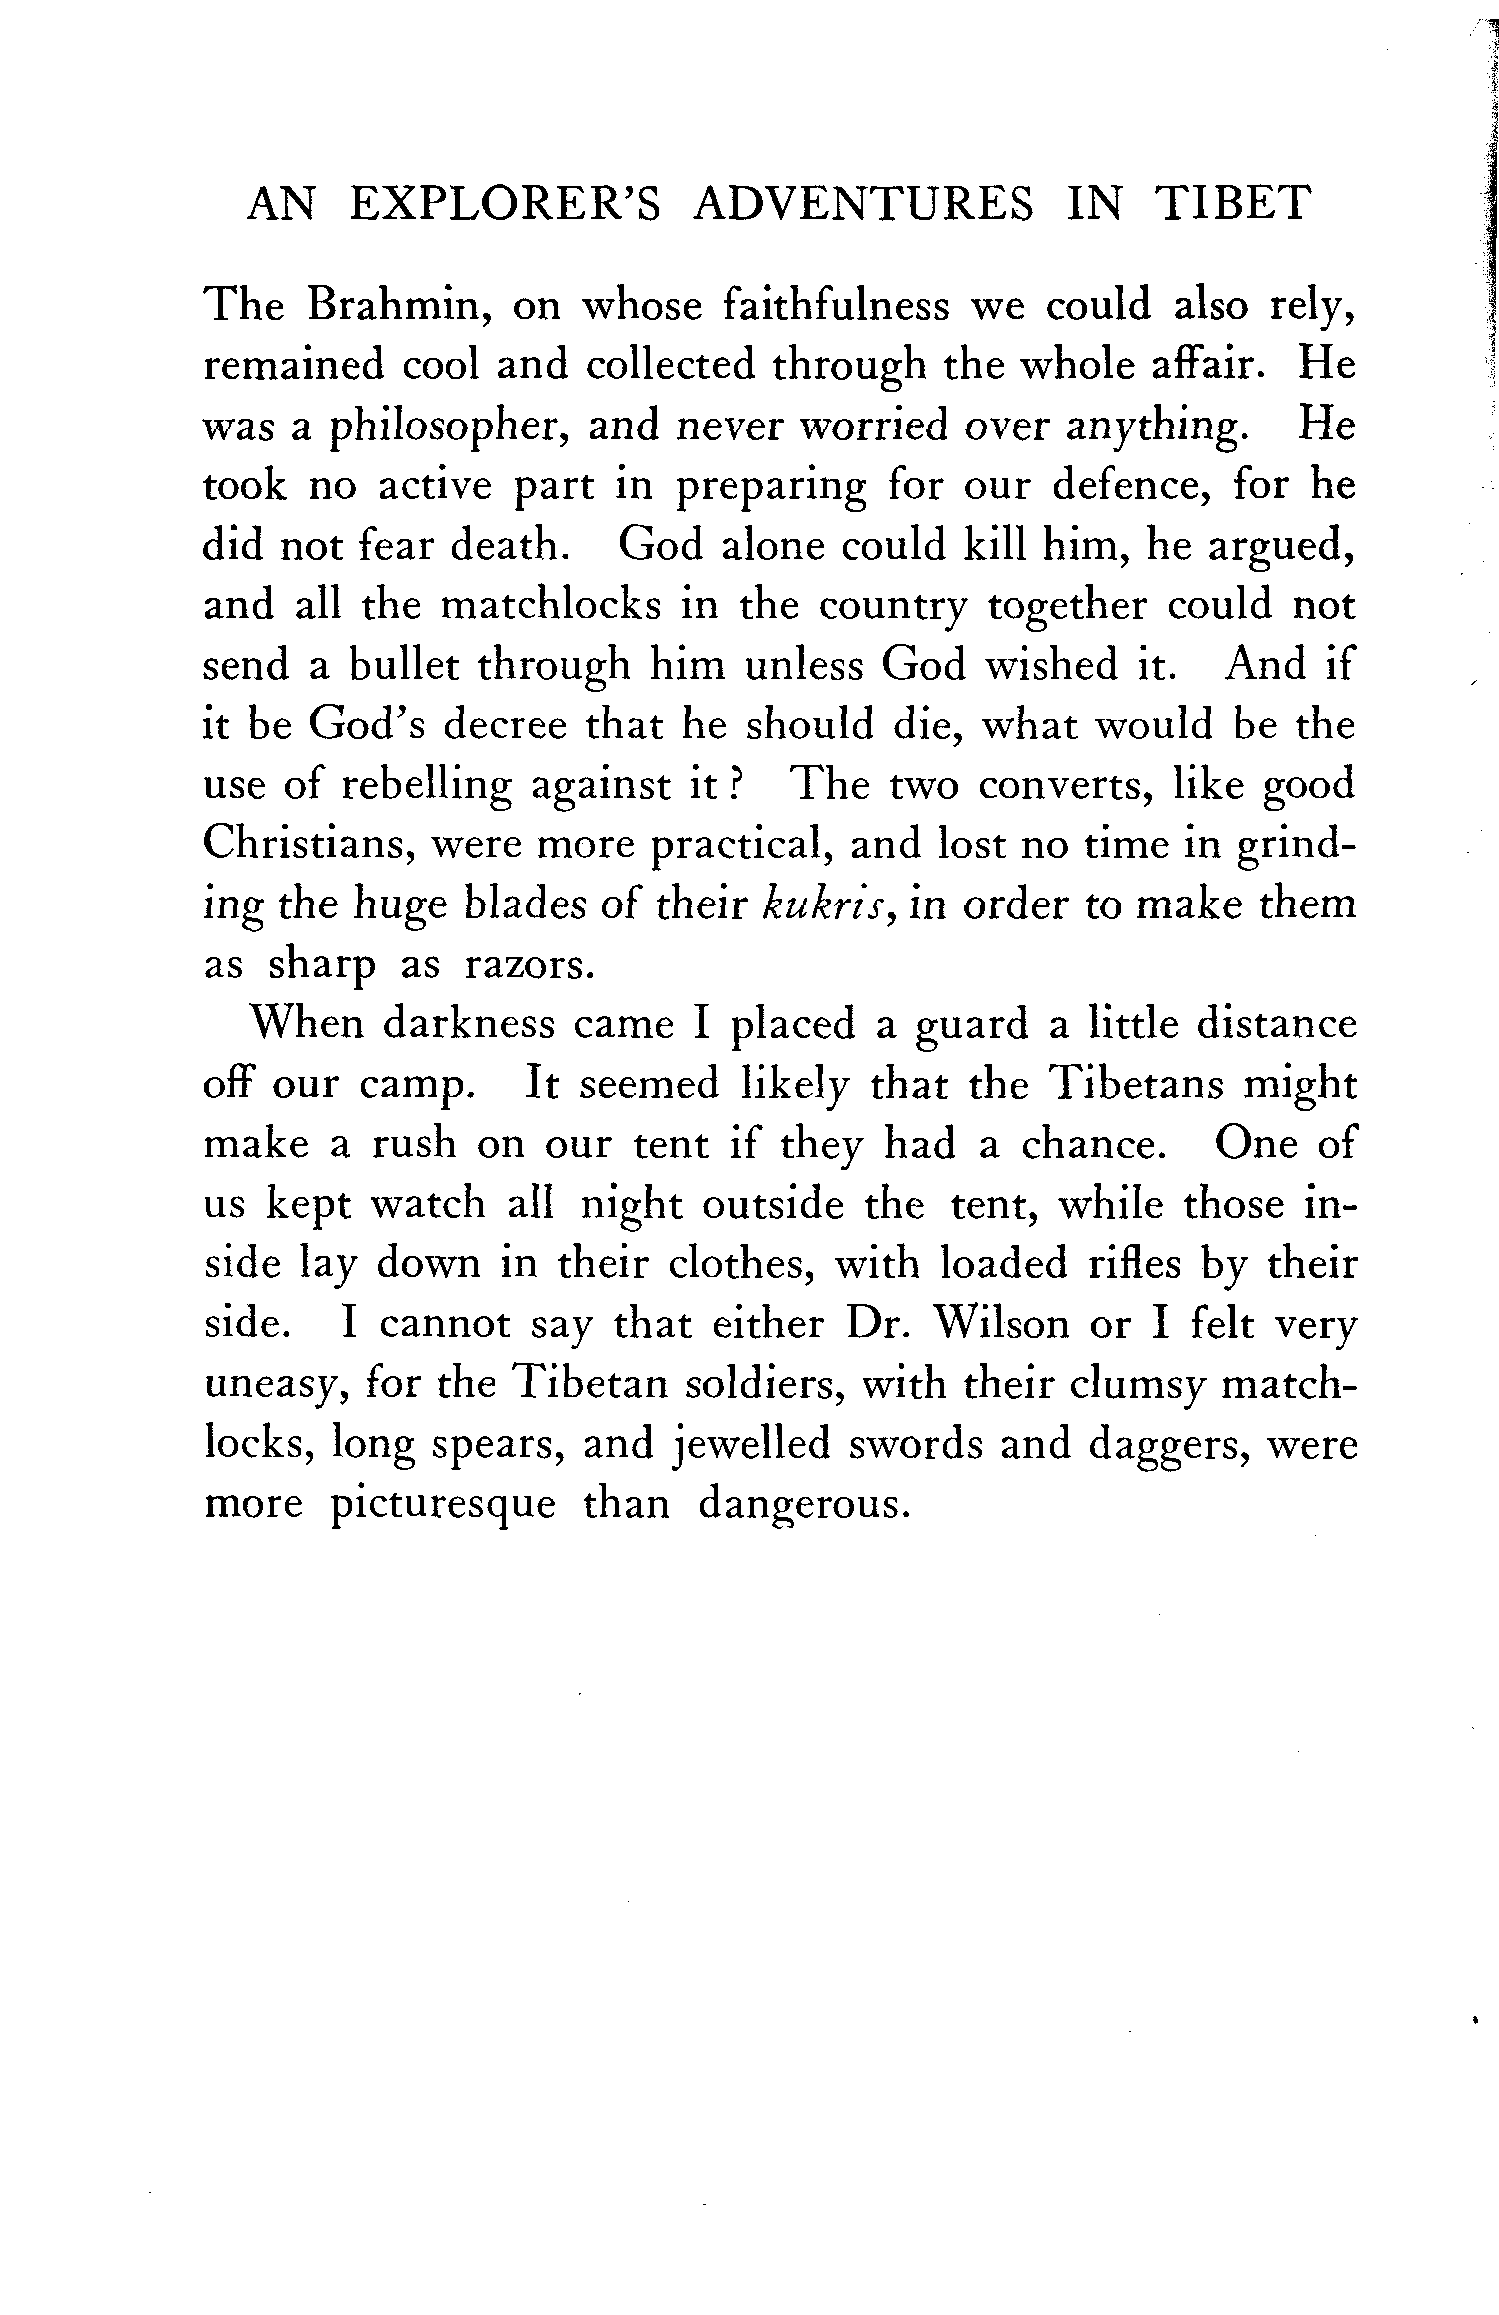 AN EXPLORER'S ADVENTURES IN TIBET
The Brahmin, on whose faithfulness we could also rely,
remained cool and collected through the whole affair. He
was a philosopher, and never worried over anything. He
took no active part in preparing for our defence, for he
did not fear death. God alone could kill him, he argued,
and all the matchlocks in the country together could not
send a bullet through him unless God wished it. And if
it be God's decree that he should die, what would be the
use of rebelling against it ? The two converts, like good
Christians, were more practical, and lost no time in grind-
ing the huge blades of their kukris, in order to make them
as sharp as razors.
When darkness came I placed a guard a little distance
off our camp. It seemed likely that the Tibetans might
make a rush on our tent if they had a chance. One of
us kept watch all night outside the tent, while those in-
side lay down in their clothes, with loaded rifles by their
side. I cannot say that either Dr. Wilson or I felt very
uneasy, for the Tibetan soldiers, with their clumsy match-
locks, long spears, and jewelled swords and daggers, were
more picturesque than dangerous.